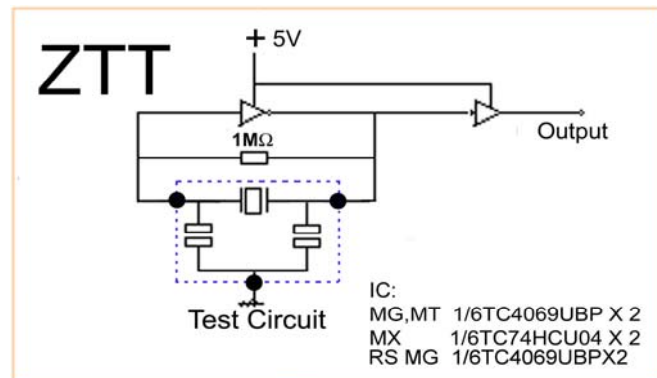 ZTT
+ 5V
1MΩ
Output
Test Circuit
IC:
MG,MT 1/6TC4069UBP X 2
MX 1/6TC74HCU04 X 2
RS MG 1/6TC4069UBPX2